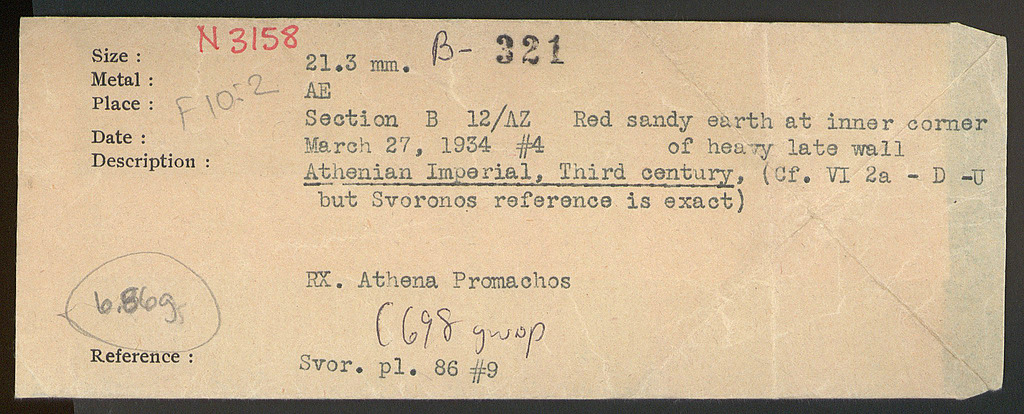 N 3158
B- 321
Size : 21.3 mm.
Metal : AE
F 10:2
Place : Section B 12/ΛZ Red sandy earth at inner corner
Date : March 27, 1934 #4 of heavy late wall
Description : Athenian Imperial, Third century, (Cf. VI 2a - D -U
but Svoronos reference is exact)
RX. Athena Promachos
6.86g
(698 group
Reference : Svor. pl. 86 #9